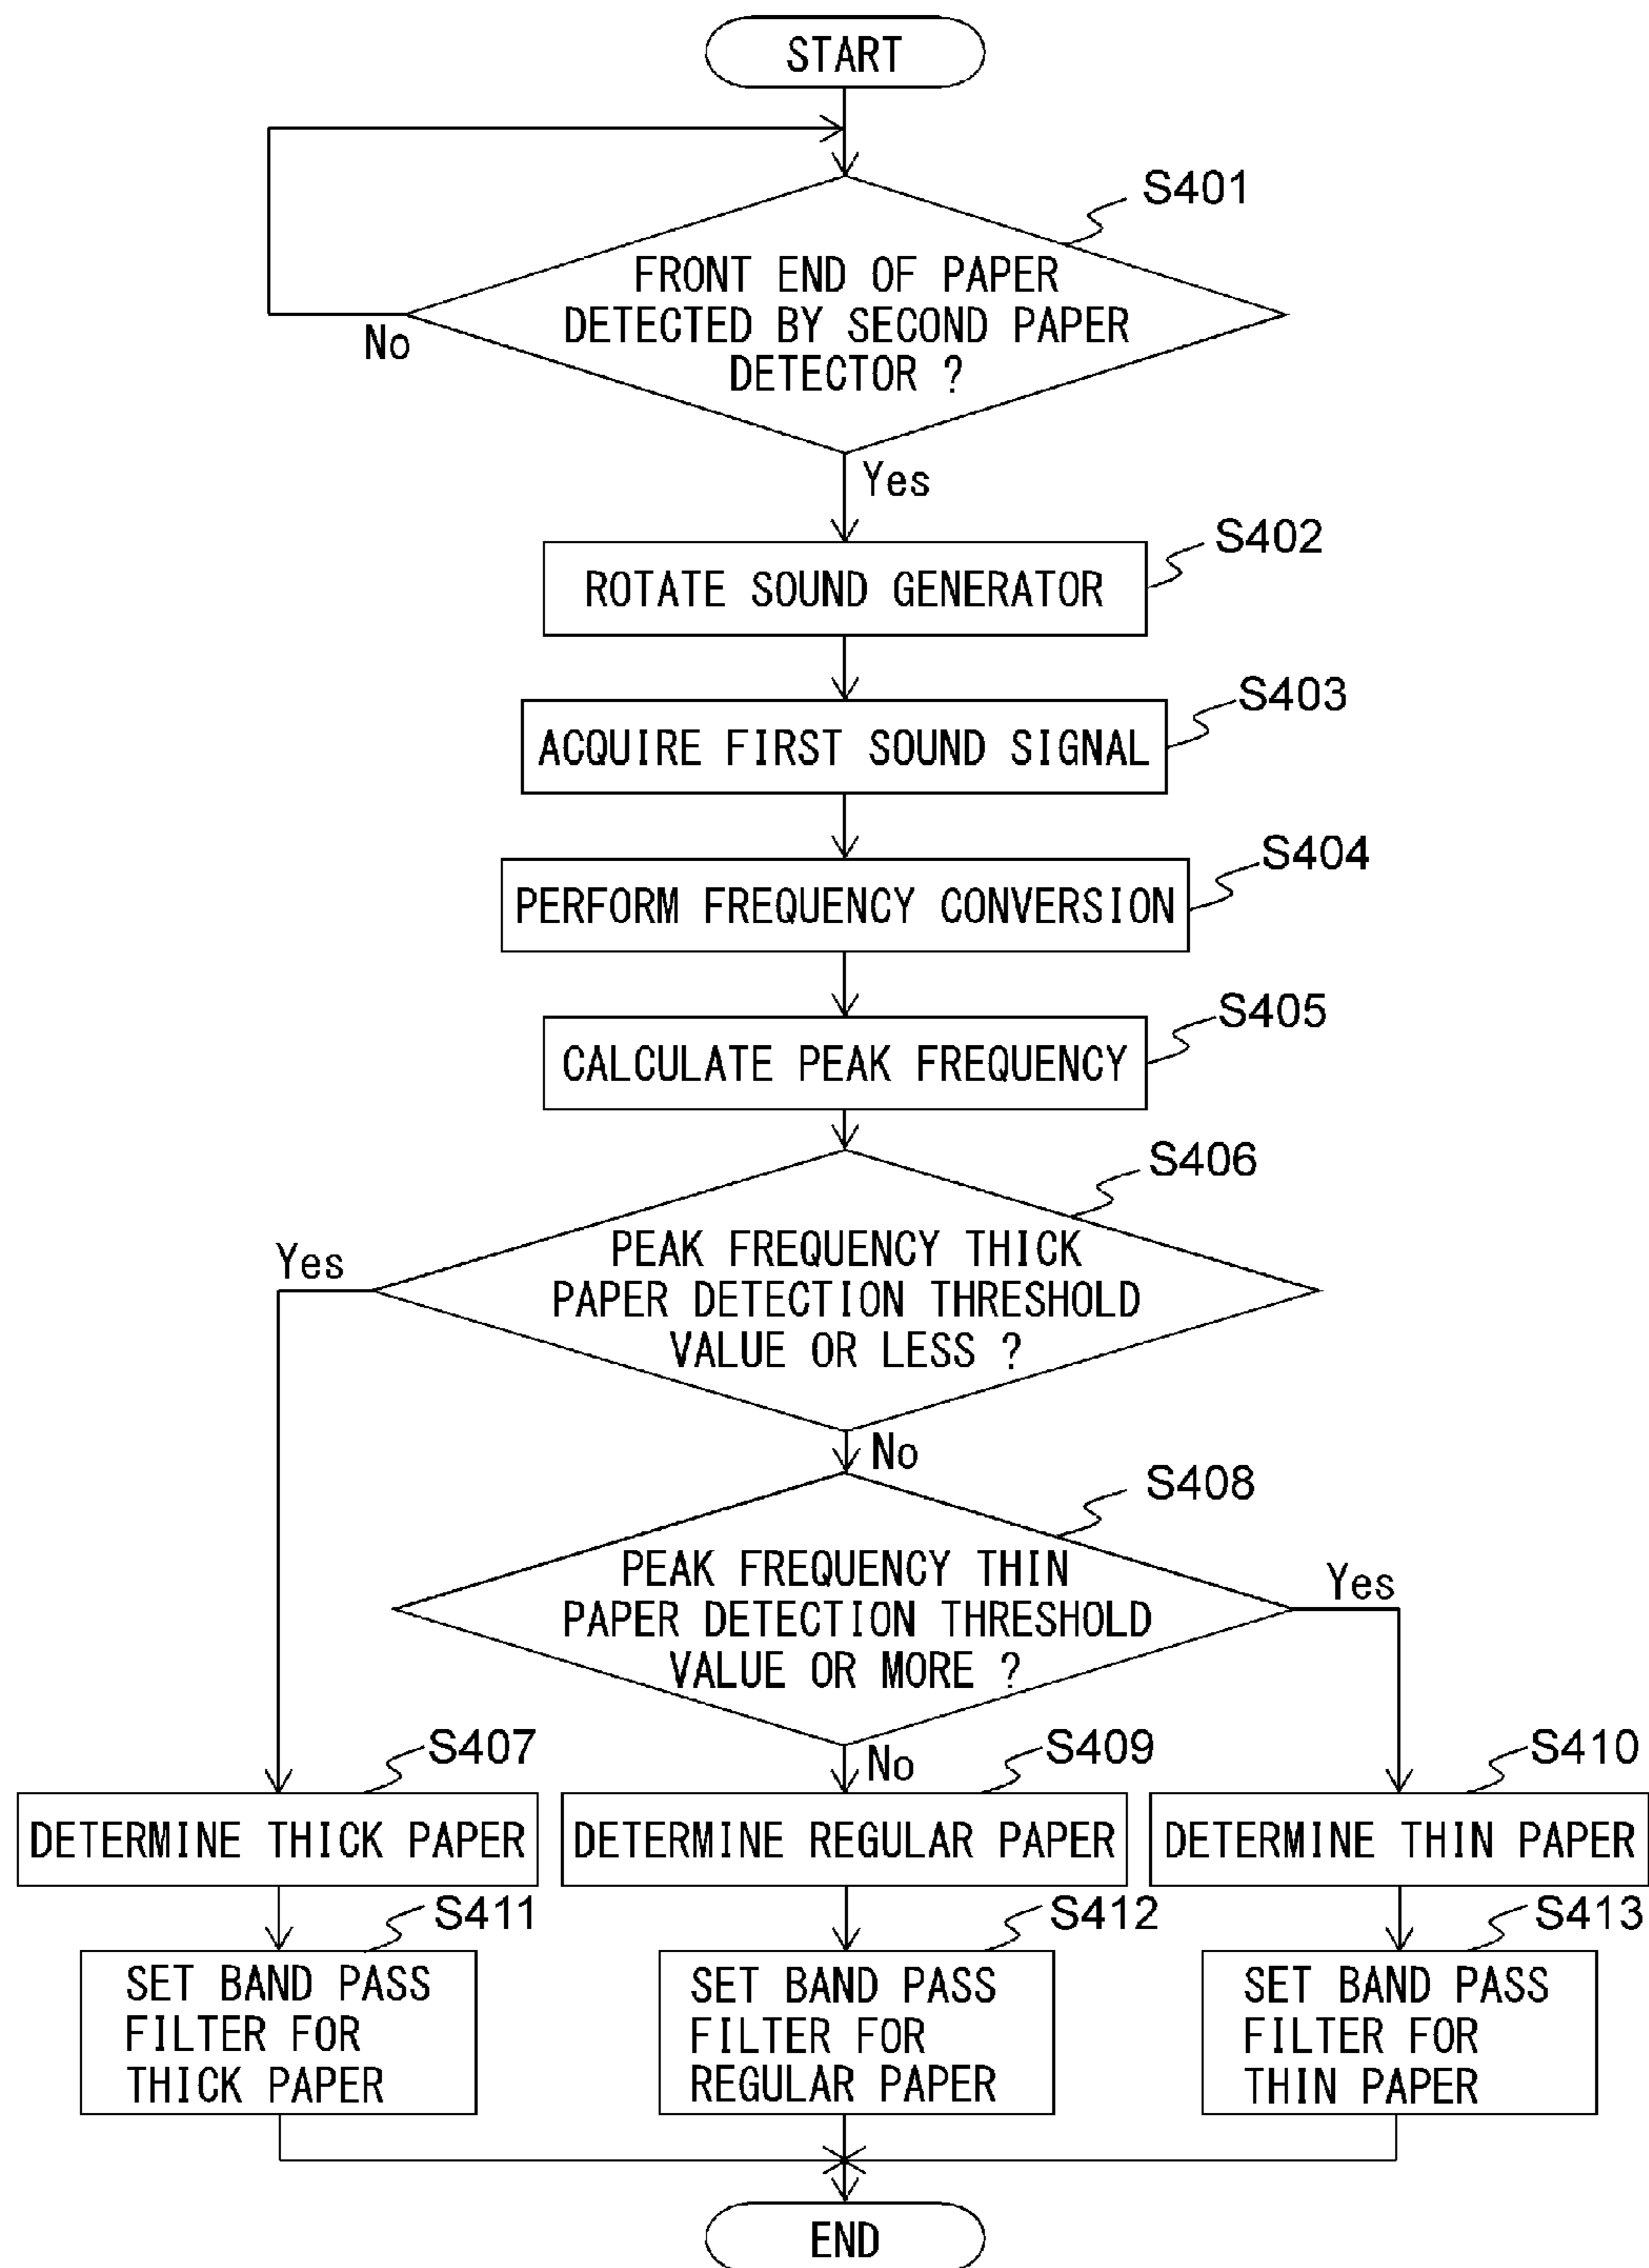 START
S401
FRONT END OF PAPER
DETECTED BY SECOND PAPER
DETECTOR ?
No
Yes
S402
ROTATE SOUND GENERATOR
S403
ACQUIRE FIRST SOUND SIGNAL
S404
PERFORM FREQUENCY CONVERSION
S405
CALCULATE PEAK FREQUENCY
S406
Yes
PEAK FREQUENCY THICK
PAPER DETECTION THRESHOLD
VALUE OR LESS ?
No
S408
PEAK FREQUENCY THIN
PAPER DETECTION THRESHOLD
VALUE OR MORE ?
Yes
No
S407
DETERMINE THICK PAPER
S409
DETERMINE REGULAR PAPER
S410
DETERMINE THIN PAPER
S411
SET BAND PASS
FILTER FOR
THICK PAPER
S412
SET BAND PASS
FILTER FOR
REGULAR PAPER
S413
SET BAND PASS
FILTER FOR
THIN PAPER
END